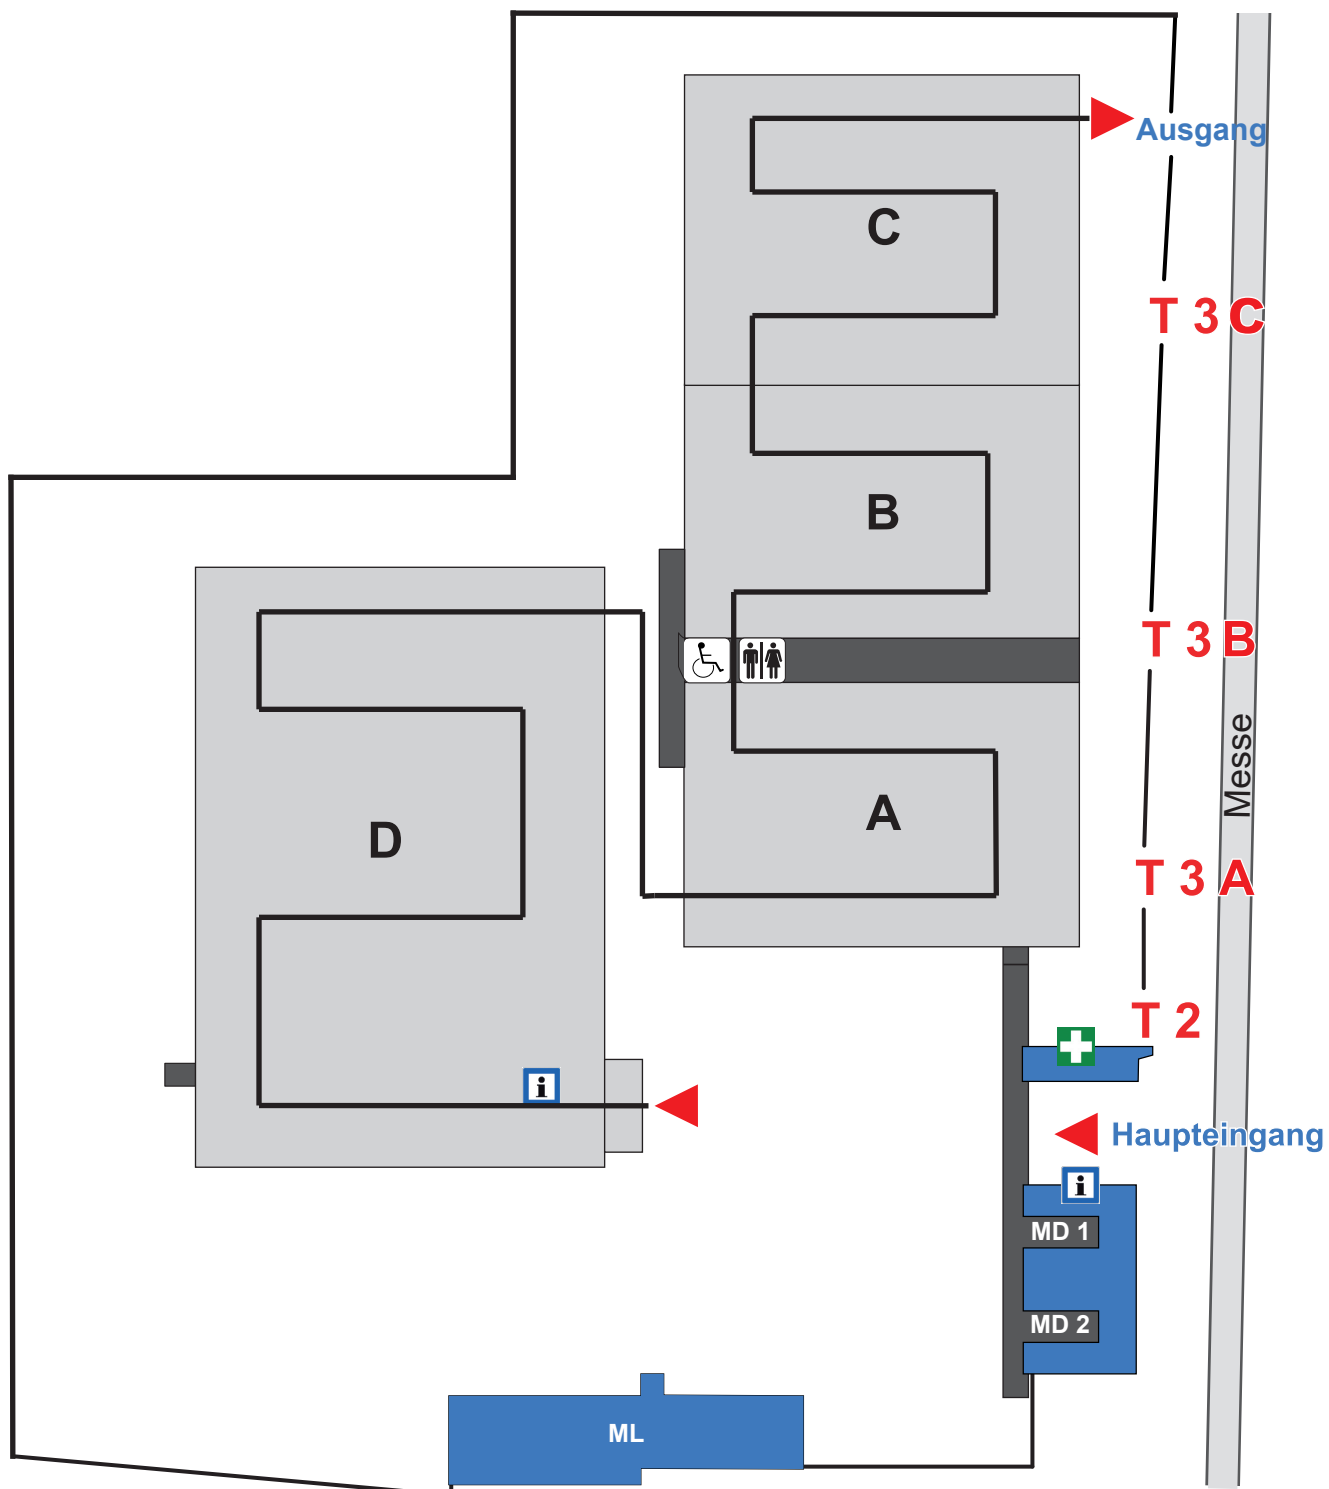 Ausgang
C
T 3 C
B
T 3 B
Messe
A
D
T 3 A
T 2
i
Haupteingang
i
MD 1
MD 2
ML